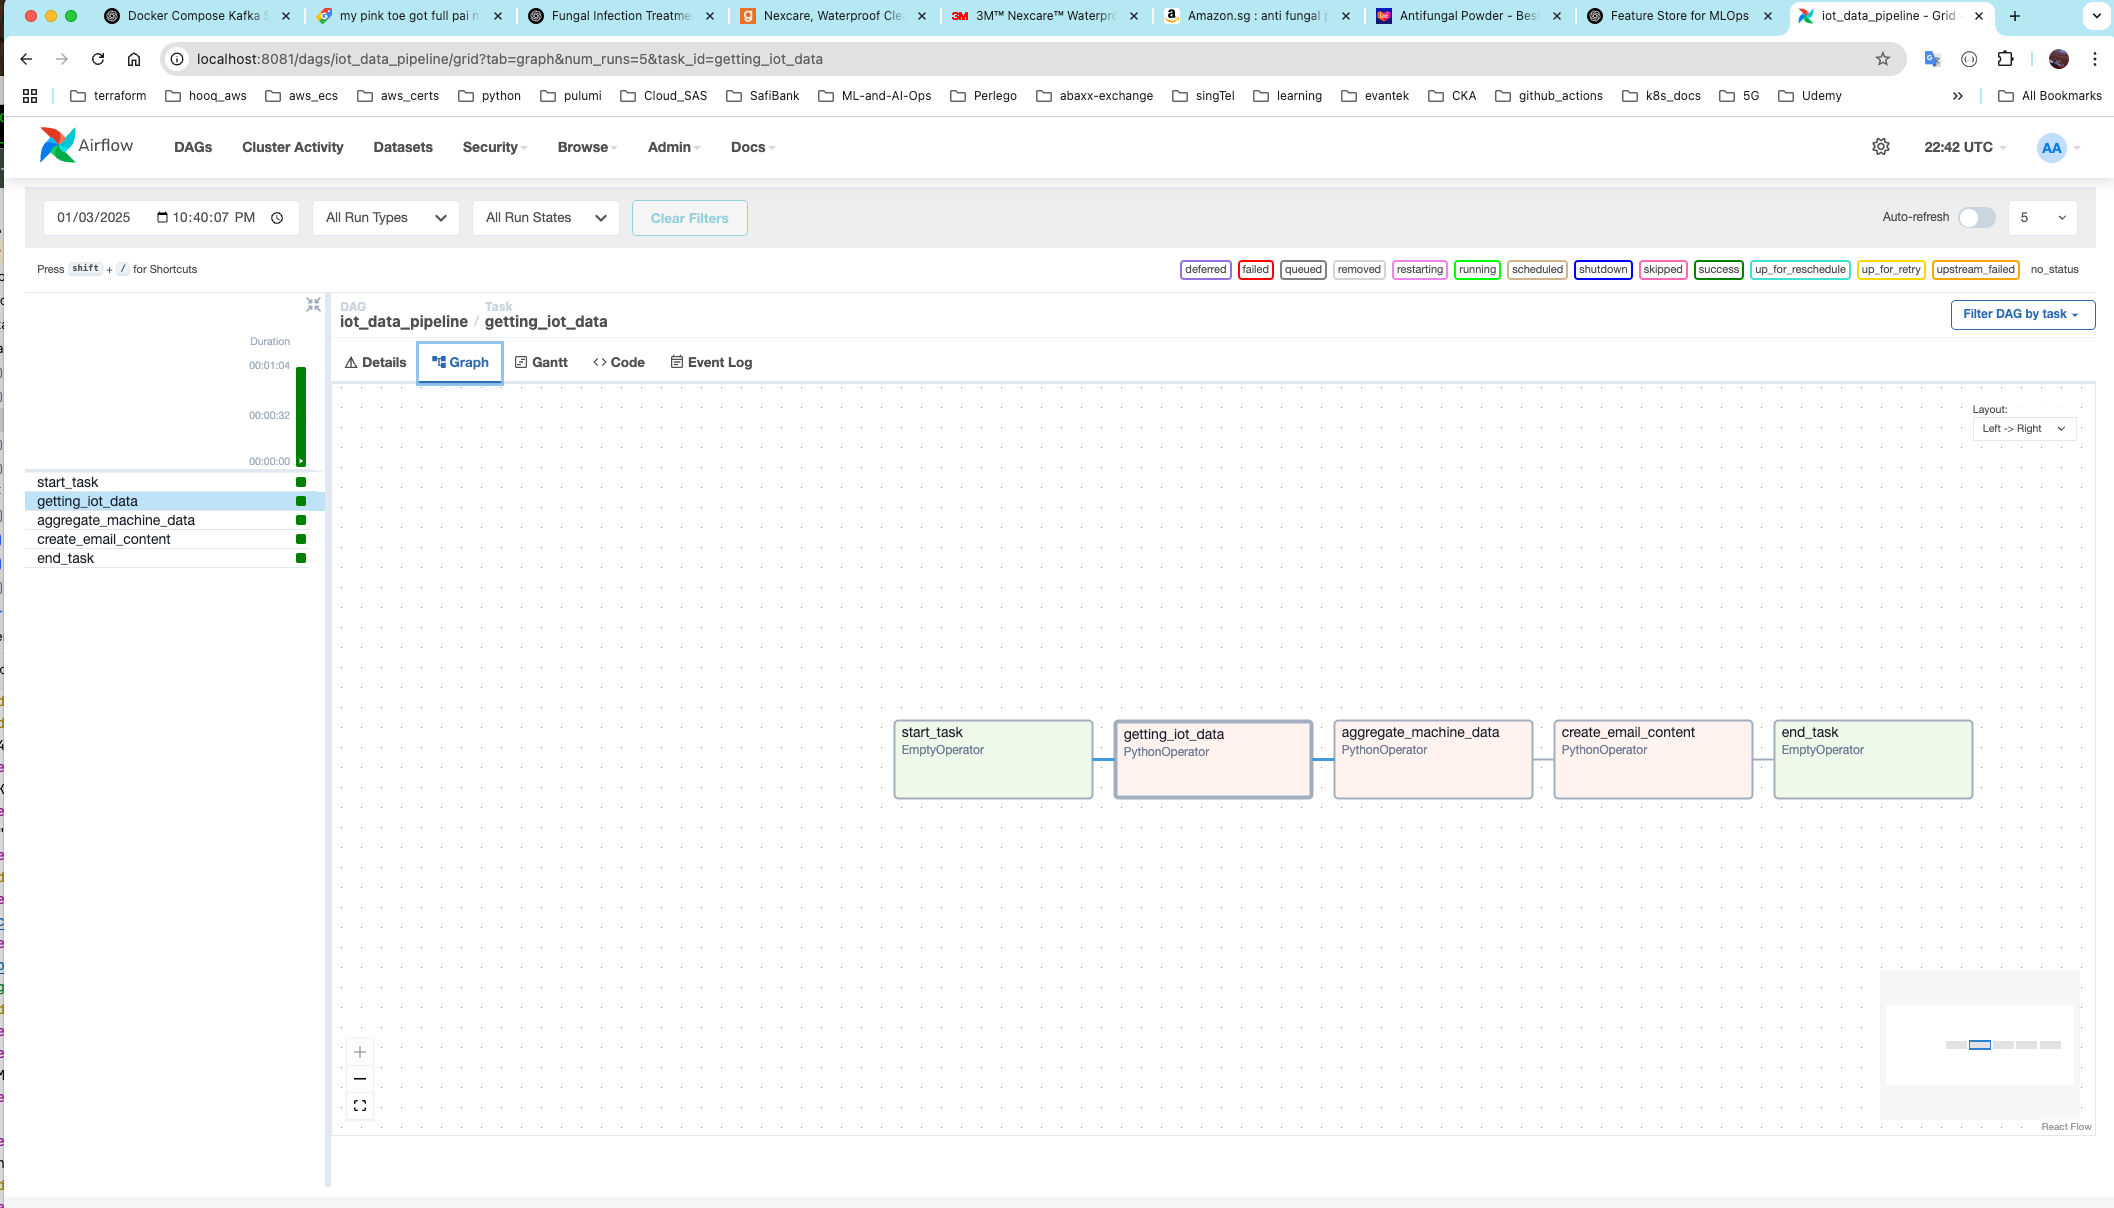 Docker Compose Kafka S
my pink toe got full pai n
Fungal Infection Treatme
Nexcare, Waterproof Cle
3M 3M™ Nexcare™ Waterpro
Amazon.sg : anti fungal p
Antifungal Powder - Bes
Feature Store for MLOps
iot_data_pipeline - Grid
localhost:8081/dags/iot_data_pipeline/grid?tab=graph&num_runs=5&task_id=getting_iot_data
terraform hooq_aws aws_ecs aws_certs python pulumi Cloud_SAS SafiBank ML-and-AI-Ops Perlego abaxx-exchange singTel learning evantek CKA github_actions k8s_docs 5G Udemy » All Bookmarks
Airflow DAGs Cluster Activity Datasets Security Browse Admin Docs 22:42 UTC AA
01/03/2025 10:40:07 PM All Run Types All Run States Clear Filters Auto-refresh 5
Press shift + / for Shortcuts
deferred failed queued removed restarting running scheduled shutdown skipped success up_for_reschedule up_for_retry upstream_failed no_status
DAG Task
iot_data_pipeline / getting_iot_data
Filter DAG by task
Duration
00:01:04
00:00:32
00:00:00
Details Graph Gantt Code Event Log
start_task
getting_iot_data
aggregate_machine_data
create_email_content
end_task
Layout:
Left -> Right
start_task
EmptyOperator
getting_iot_data
PythonOperator
aggregate_machine_data
PythonOperator
create_email_content
PythonOperator
end_task
EmptyOperator
React Flow